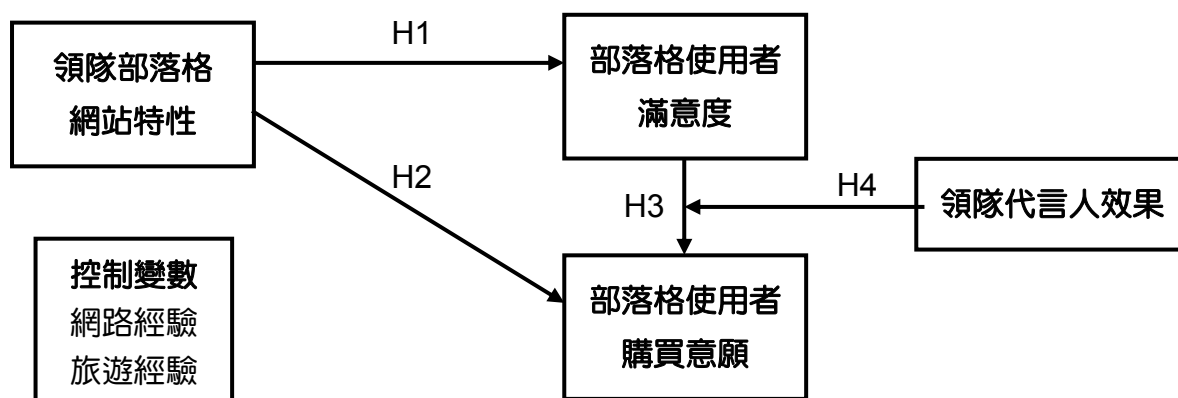 H1
領隊部落格
網站特性
部落格使用者
滿意度
H2
H3
H4
領隊代言人效果
控制變數
網路經驗
旅遊經驗
部落格使用者
購買意願